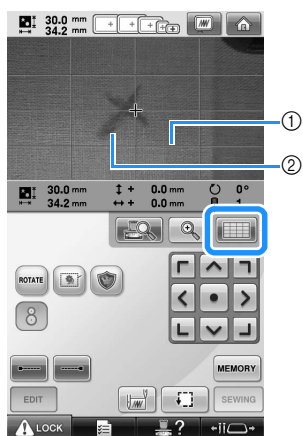 30.0 mm
34.2 mm
①
②
30.0 mm + 0.0 mm 0°
34.2 mm + 0.0 mm 1
ROTATE
8
MEMORY
EDIT
SEWING
LOCK ?